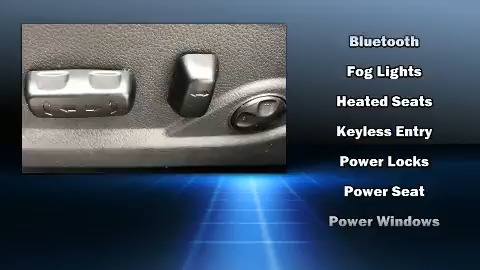 Bluetooth
Fog Lights
Heated Seats
Keyless Entry
Power Locks
Power Seat
Power Windows